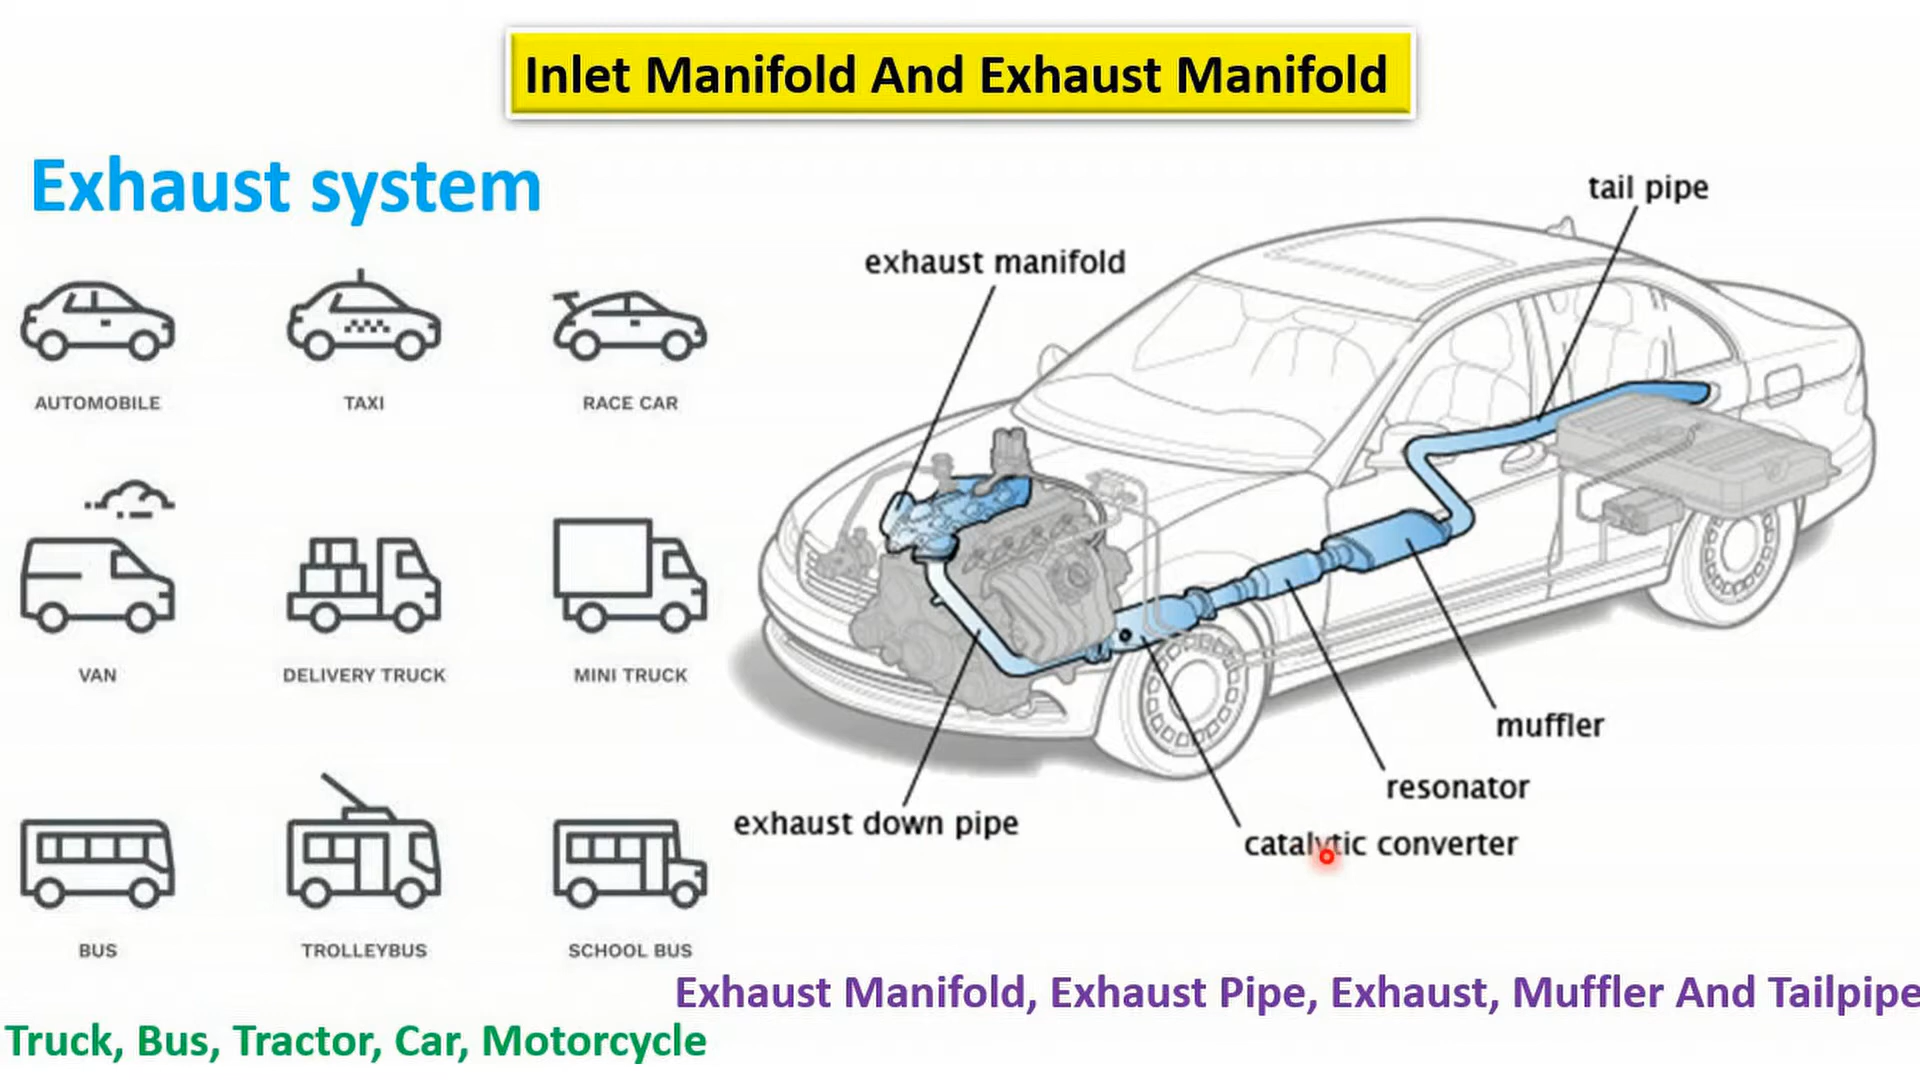 Inlet Manifold And Exhaust Manifold
Exhaust system
tail pipe
exhaust manifold
AUTOMOBILE
TAXI
RACE CAR
VAN
DELIVERY TRUCK
MINI TRUCK
muffler
resonator
exhaust down pipe
catalytic converter
BUS
TROLLEYBUS
SCHOOL BUS
Exhaust Manifold, Exhaust Pipe, Exhaust, Muffler And Tailpipe
Truck, Bus, Tractor, Car, Motorcycle